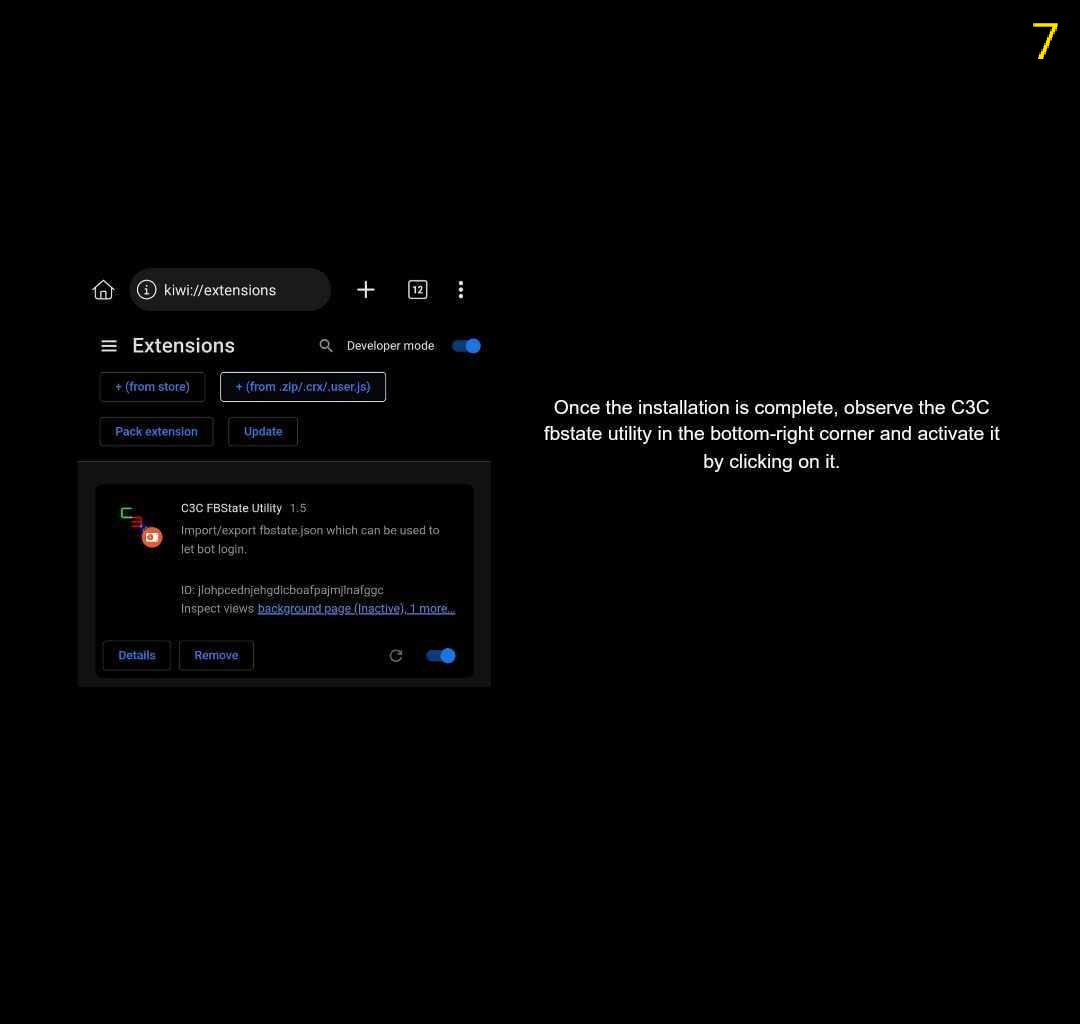 7
kiwi://extensions
12
Extensions
Developer mode
+ (from store)
+ (from .zip/.crx/.user.js)
Pack extension
Update
C3C FBState Utility 1.5
Import/export fbstate.json which can be used to
let bot login.
ID: jlohpcednjehgdlcboafpajmjlnafggc
Inspect views background page (Inactive), 1 more...
Details
Remove
Once the installation is complete, observe the C3C
fbstate utility in the bottom-right corner and activate it
by clicking on it.